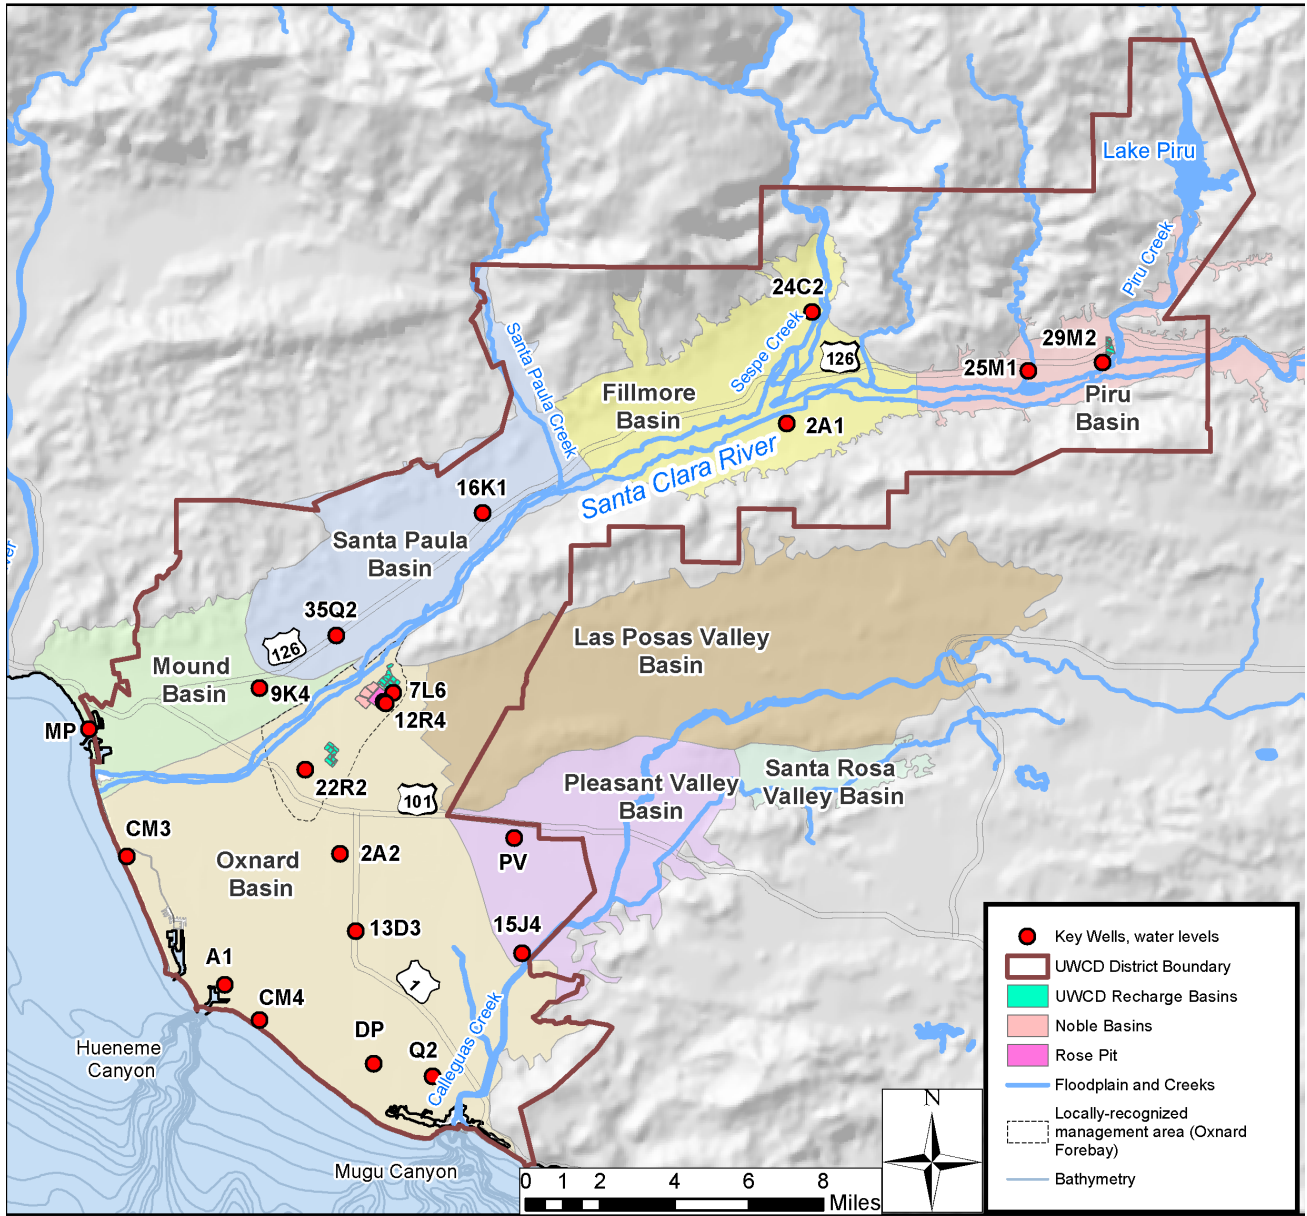 Lake Piru
Piru Creek
24C2
Santa Paula Creek
Sespe Creek
126
29M2
25M1
Fillmore
Basin
Piru
Basin
2A1
Santa Clara River
16K1
Santa Paula
Basin
35Q2
126
Las Posas Valley
Basin
Mound
Basin
9K4
7L6
12R4
MP
22R2
101
Pleasant Valley
Basin
Santa Rosa
Valley Basin
CM3
Oxnard
Basin
2A2
PV
13D3
15J4
A1
1
CM4
DP
Q2
Calleguas Creek
Hueneme
Canyon
Mugu Canyon
Key Wells, water levels
UWCD District Boundary
UWCD Recharge Basins
Noble Basins
Rose Pit
Floodplain and Creeks
Locally-recognized
management area (Oxnard
Forebay)
Bathymetry
N
0 1 2 4 6 8
Miles